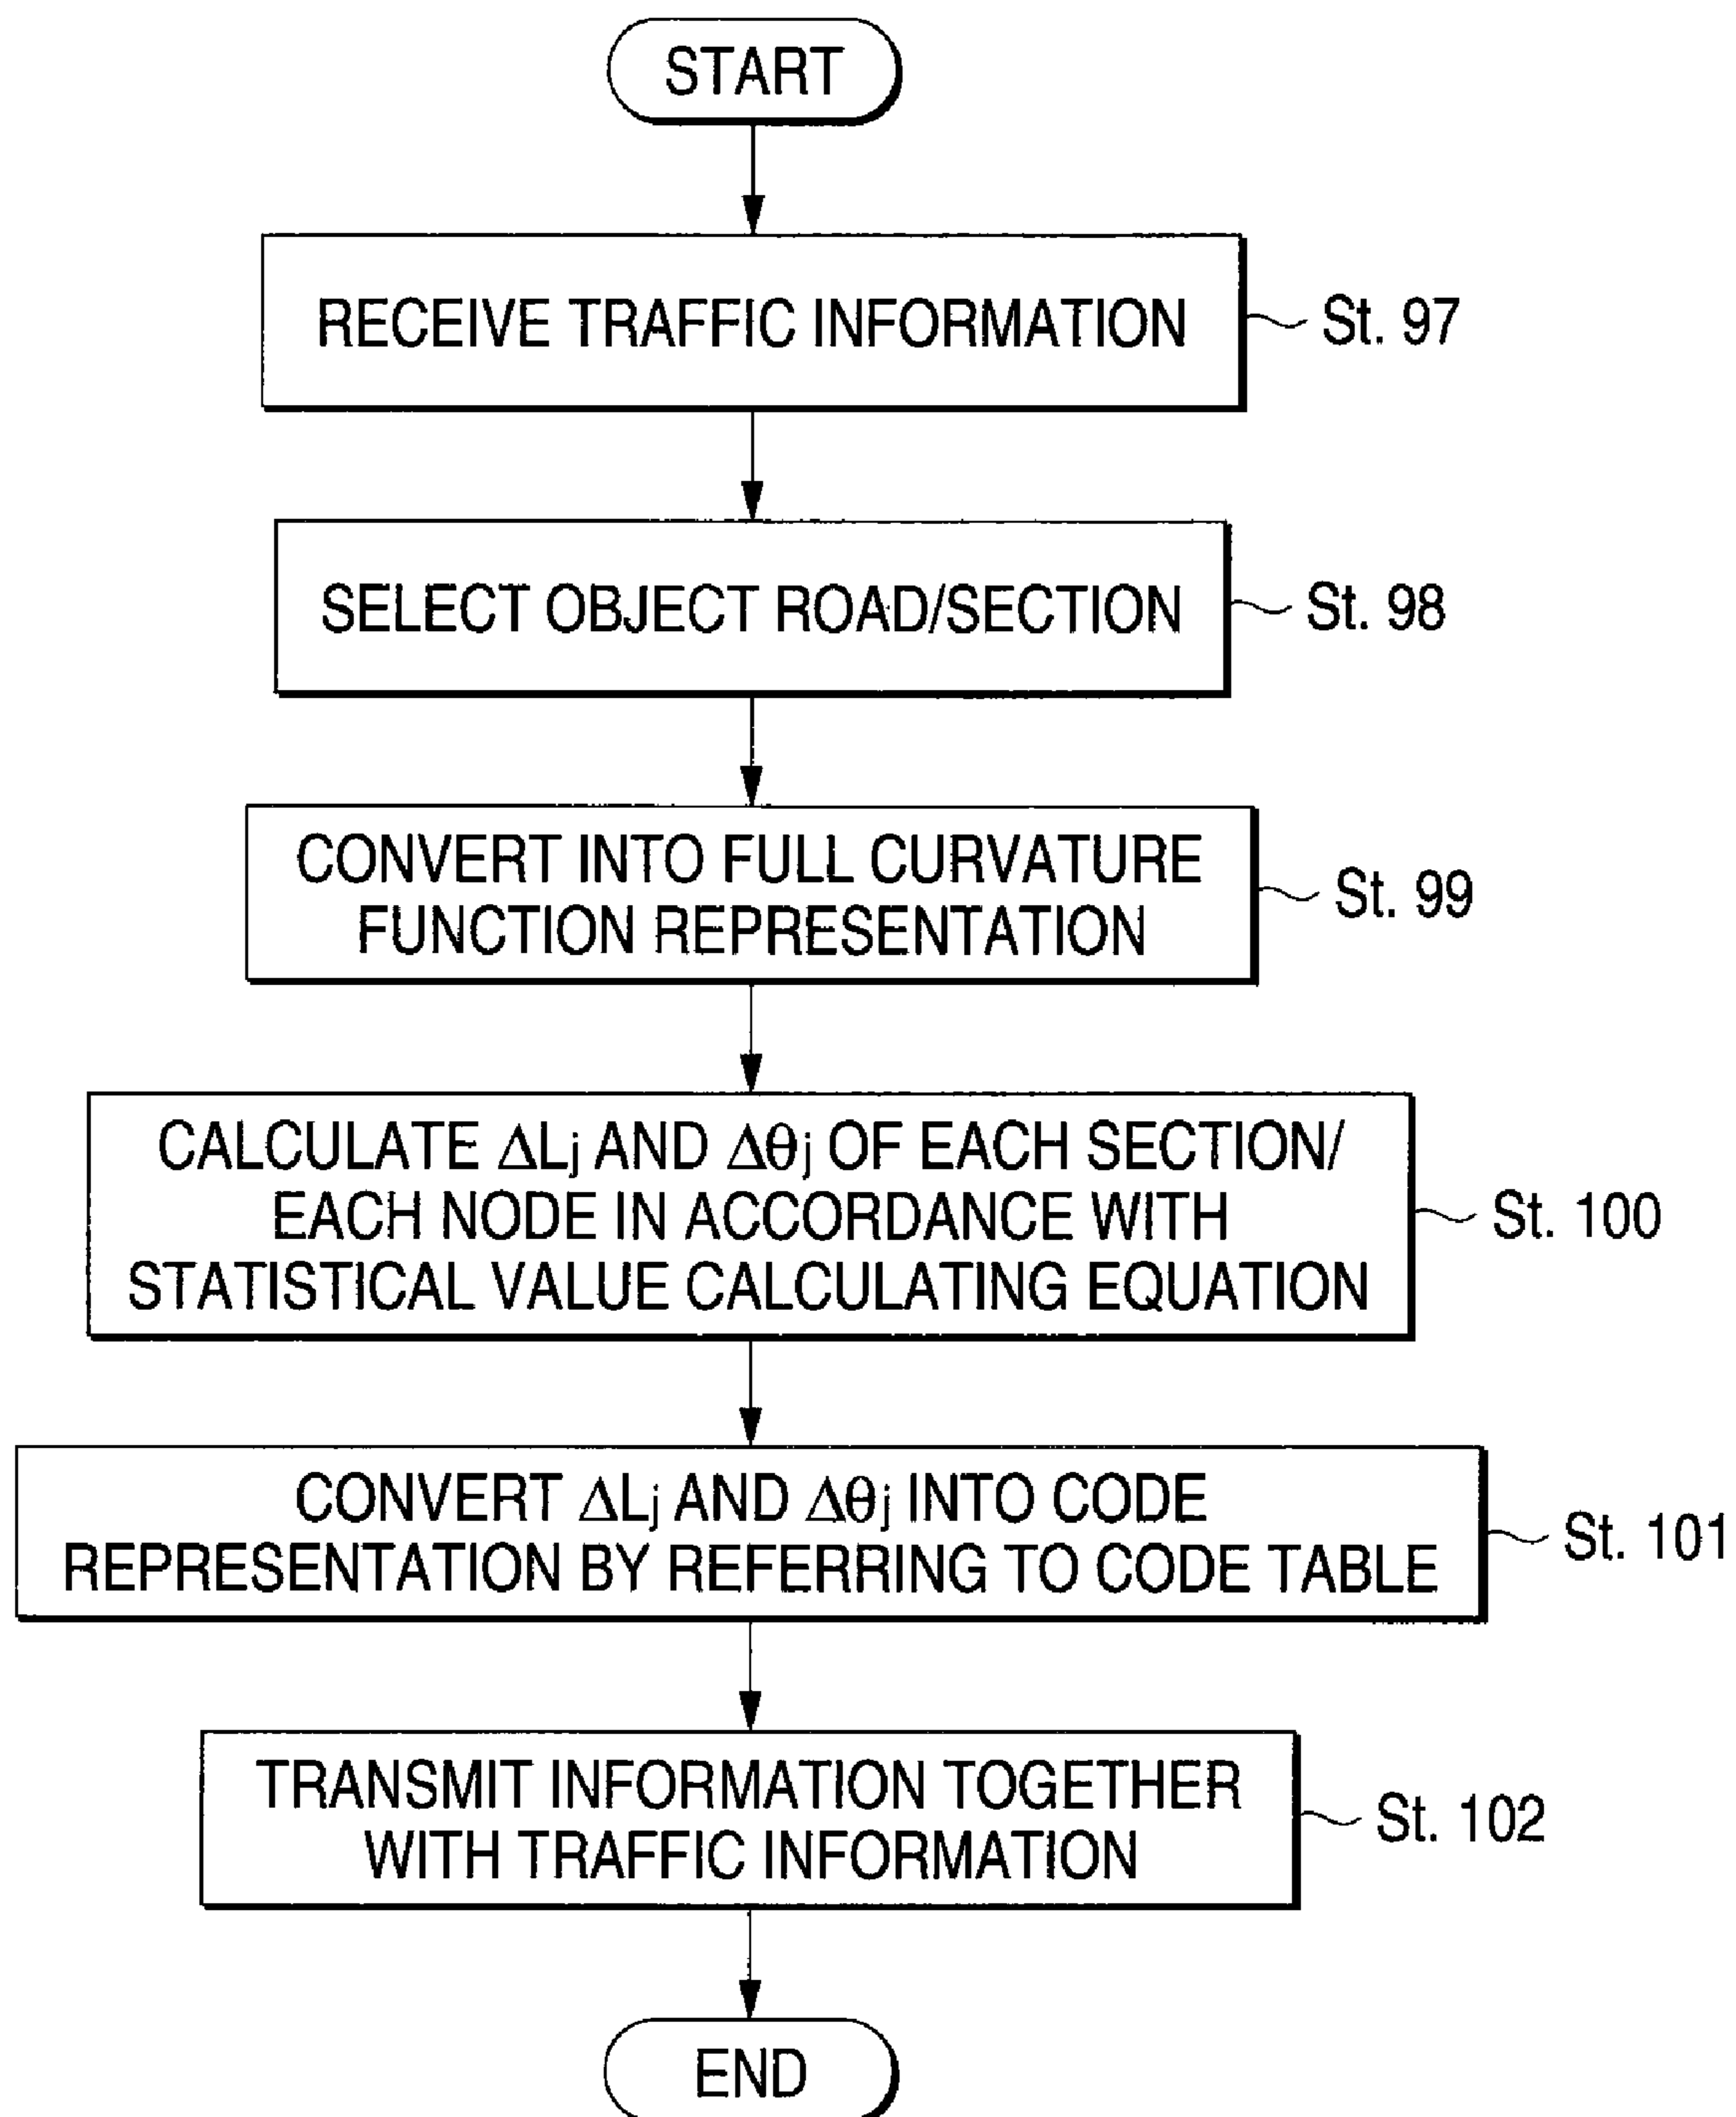 START
RECEIVE TRAFFIC INFORMATION
St. 97
SELECT OBJECT ROAD/SECTION
St. 98
CONVERT INTO FULL CURVATURE
FUNCTION REPRESENTATION
St. 99
CALCULATE ΔLj AND Δθj OF EACH SECTION/
EACH NODE IN ACCORDANCE WITH
STATISTICAL VALUE CALCULATING EQUATION
St. 100
CONVERT ΔLj AND Δθj INTO CODE
REPRESENTATION BY REFERRING TO CODE TABLE
St. 101
TRANSMIT INFORMATION TOGETHER
WITH TRAFFIC INFORMATION
St. 102
END